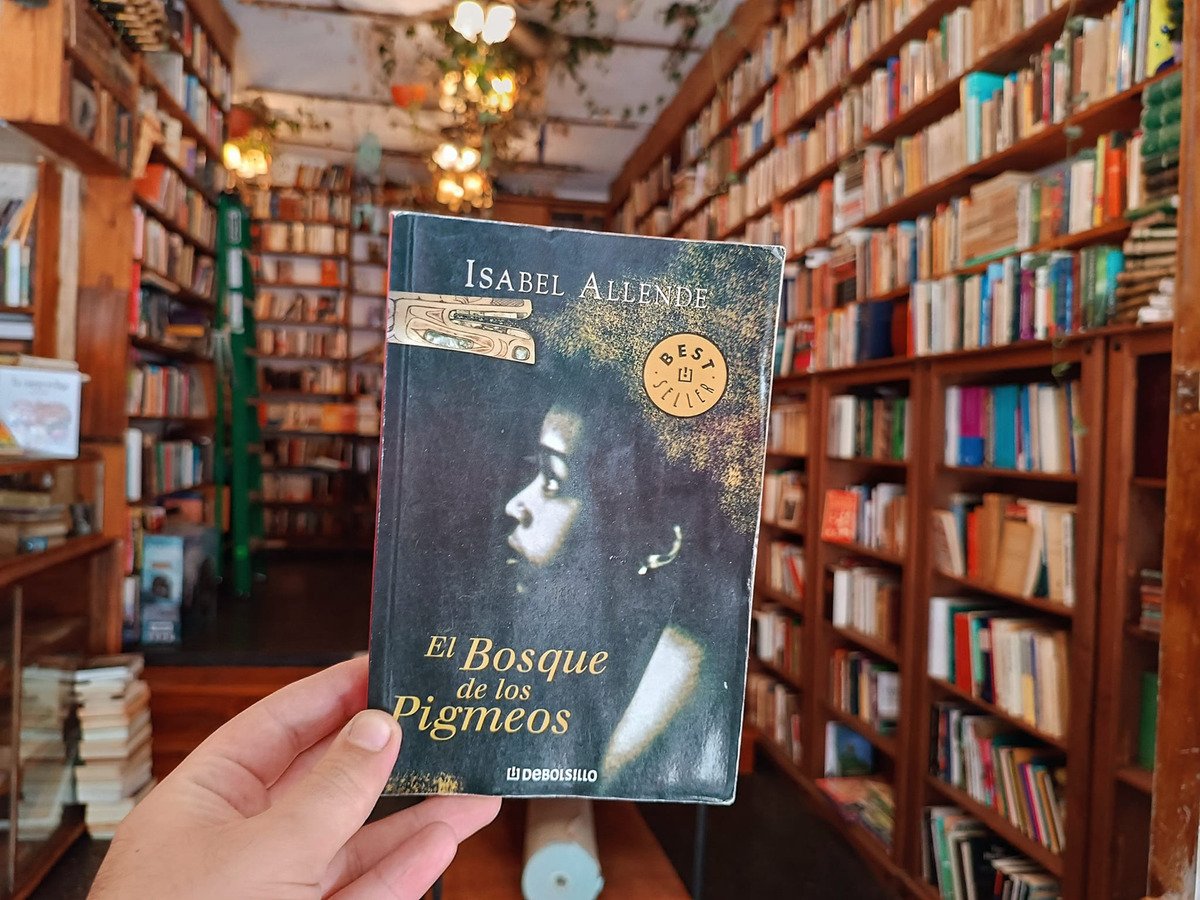 ISABEL ALLENDE
BEST
SELLER
El Bosque
de los
Pigmeos
DEBOLSILLO